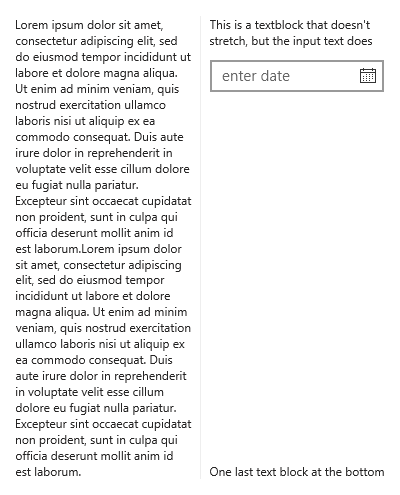 Lorem ipsum dolor sit amet,
consectetur adipiscing elit, sed
do eiusmod tempor incididunt ut
labore et dolore magna aliqua.
Ut enim ad minim veniam, quis
nostrud exercitation ullamco
laboris nisi ut aliquip ex ea
commodo consequat. Duis aute
irure dolor in reprehenderit in
voluptate velit esse cillum dolore
eu fugiat nulla pariatur.
Excepteur sint occaecat cupidatat
non proident, sunt in culpa qui
officia deserunt mollit anim id
est laborum.Lorem ipsum dolor
sit amet, consectetur adipiscing
elit, sed do eiusmod tempor
incididunt ut labore et dolore
magna aliqua. Ut enim ad minim
veniam, quis nostrud exercitation
ullamco laboris nisi ut aliquip ex
ea commodo consequat. Duis
aute irure dolor in reprehenderit
in voluptate velit esse cillum
dolore eu fugiat nulla pariatur.
Excepteur sint occaecat cupidatat
non proident, sunt in culpa qui
officia deserunt mollit anim id
est laborum.
This is a textblock that doesn't
stretch, but the input text does
enter date
One last text block at the bottom